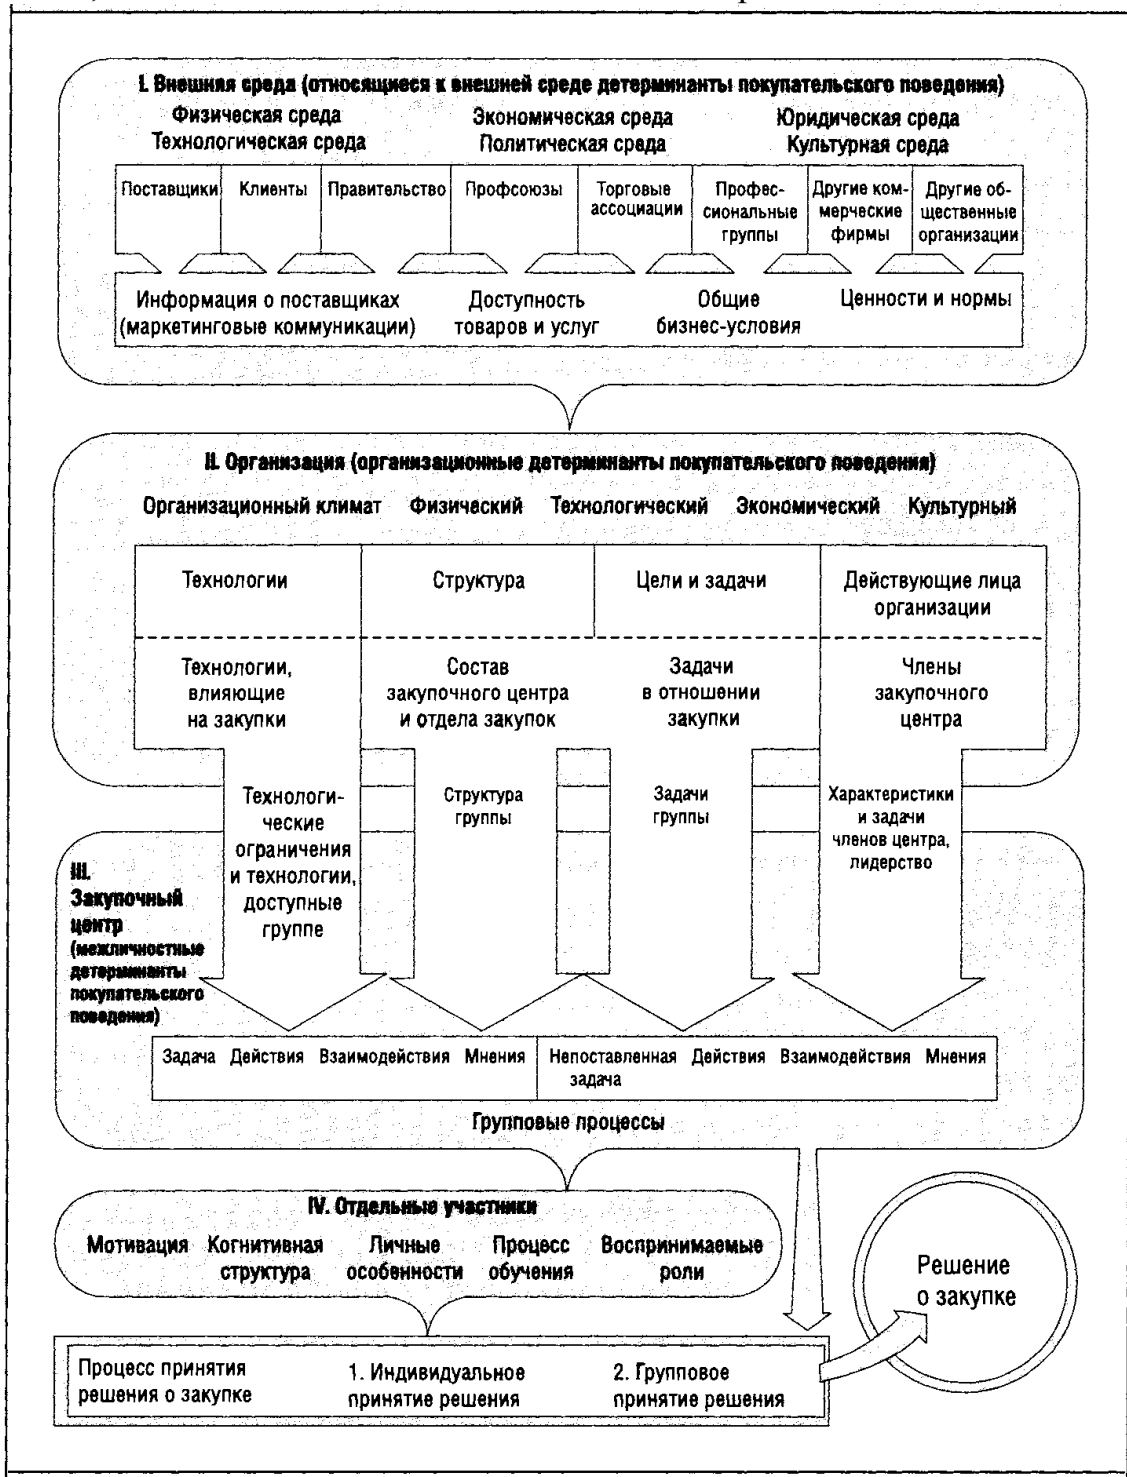 I. Внешняя среда (относящиеся к внешней среде детерминанты покупательского поведения)
Физическая среда Экономическая среда Юридическая среда
Технологическая среда Политическая среда Культурная среда
Поставщики Клиенты Правительство Профсоюзы Торговые ассоциации Профес-
сиональные
группы Другие ком-
мерческие
фирмы Другие об-
щественные
организации
Информация о поставщиках
(маркетинговые коммуникации)
Доступность
товаров и услуг
Общие
бизнес-условия
Ценности и нормы
II. Организация (организационные детерминанты покупательского поведения)
Организационный климат Физический Технологический Экономический Культурный
Технологии
Структура
Цели и задачи
Действующие лица
организации
Технологии,
влияющие
на закупки
Состав
закупочного центра
и отдела закупок
Задачи
в отношении
закупки
Члены
закупочного
центра
Технологи-
ческие
ограничения
и технологии,
доступные
группе
Структура
группы
Задачи
группы
Характеристики
и задачи
членов центра,
лидерство
III.
Закупочный
центр
(межличностные
детерминанты
покупательского
поведения)
Задача Действия Взаимодействия Мнения
Непоставленная
задача
Действия Взаимодействия Мнения
Групповые процессы
IV. Отдельные участники
Мотивация
Когнитивная
структура
Личные
особенности
Процесс
обучения
Воспринимаемые
роли
Решение
о закупке
Процесс принятия
решения о закупке
1. Индивидуальное
принятие решения
2. Групповое
принятие решения